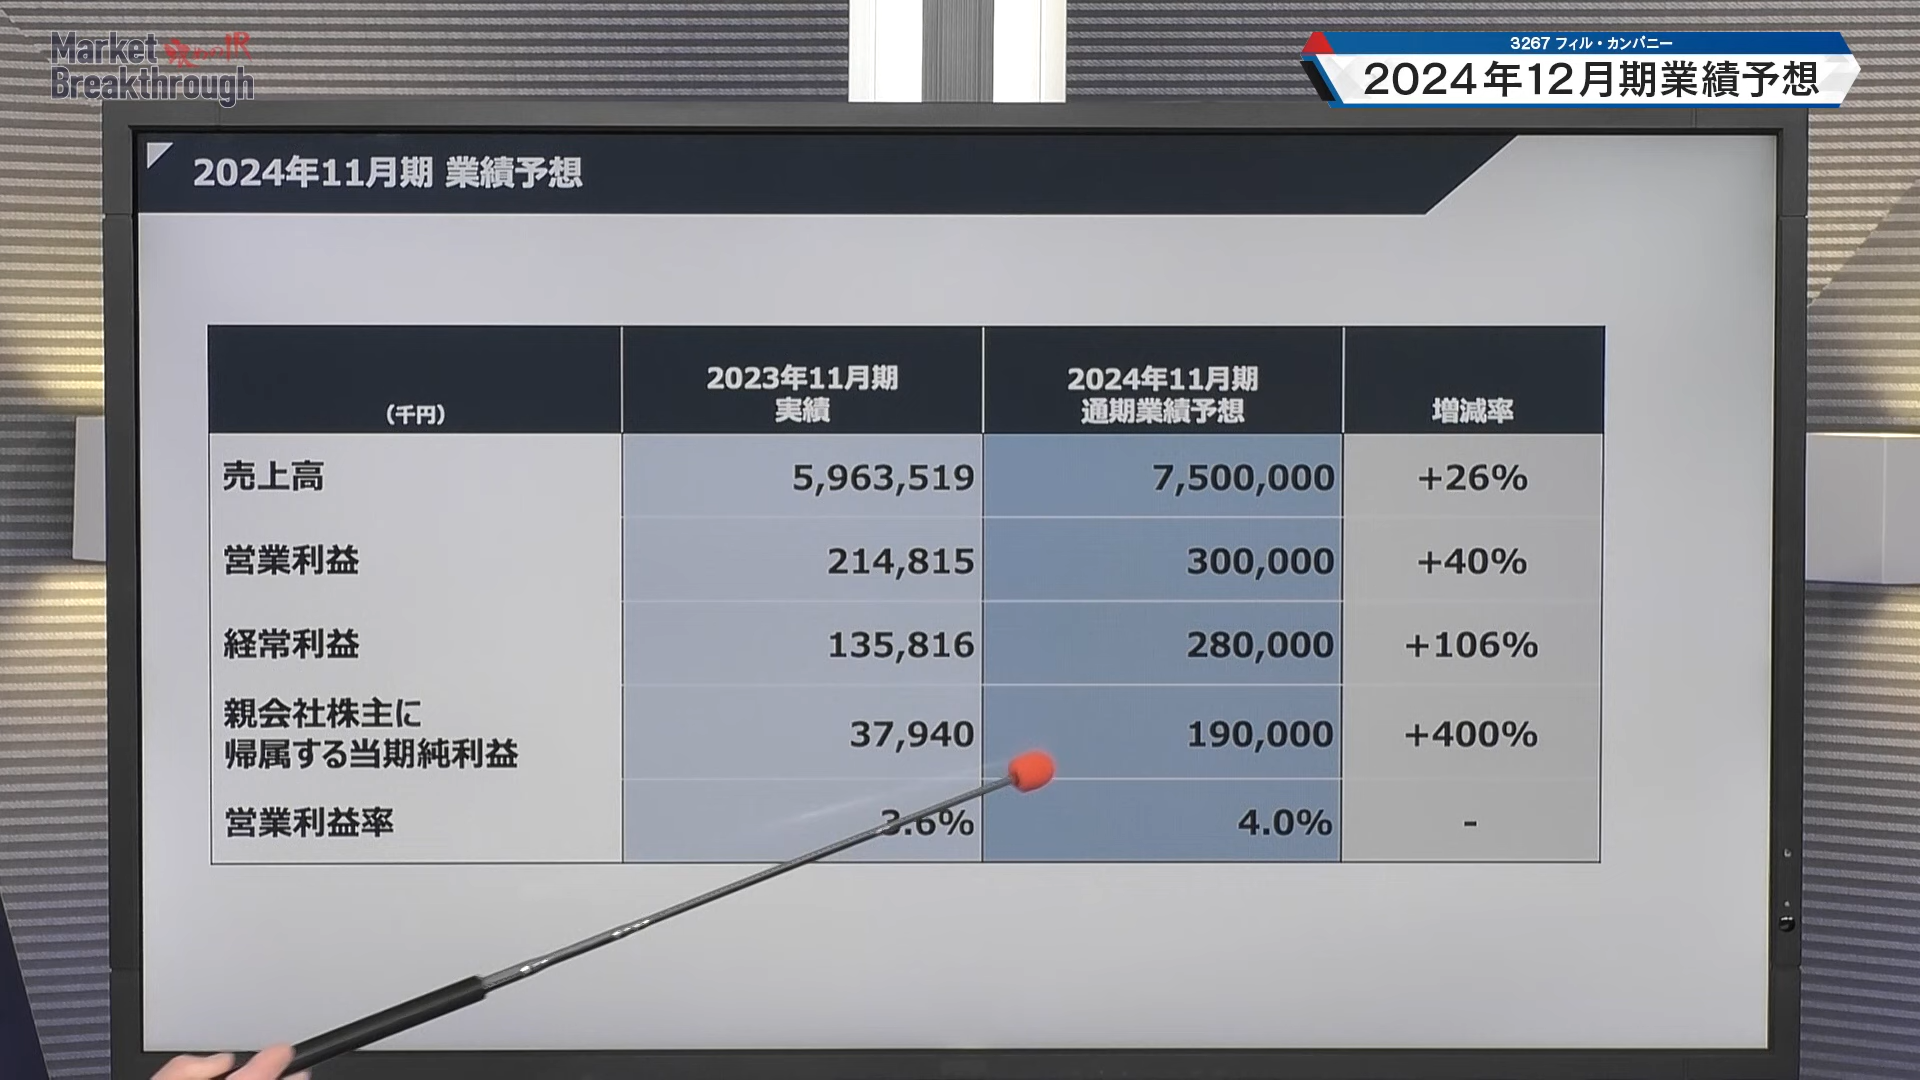 Market 攻めのIR
Breakthrough
3267 フィル・カンパニー
2024年12月期業績予想
2024年11月期 業績予想
(千円)
2023年11月期
実績
2024年11月期
通期業績予想
増減率
売上高 5,963,519 7,500,000 +26%
営業利益 214,815 300,000 +40%
経常利益 135,816 280,000 +106%
親会社株主に
帰属する当期純利益 37,940 190,000 +400%
営業利益率 3.6% 4.0% -